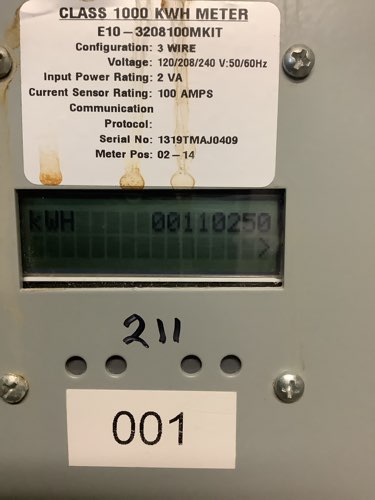 CLASS 1000 KWH METER
E10-3208100MKIT
Configuration: 3 WIRE
Voltage: 120/208/240 V:50/60Hz
Input Power Rating: 2 VA
Current Sensor Rating: 100 AMPS
Communication
Protocol:
Serial No: 1319TMAJ0409
Meter Pos: 02-14
kWH 00110250
>
211
001